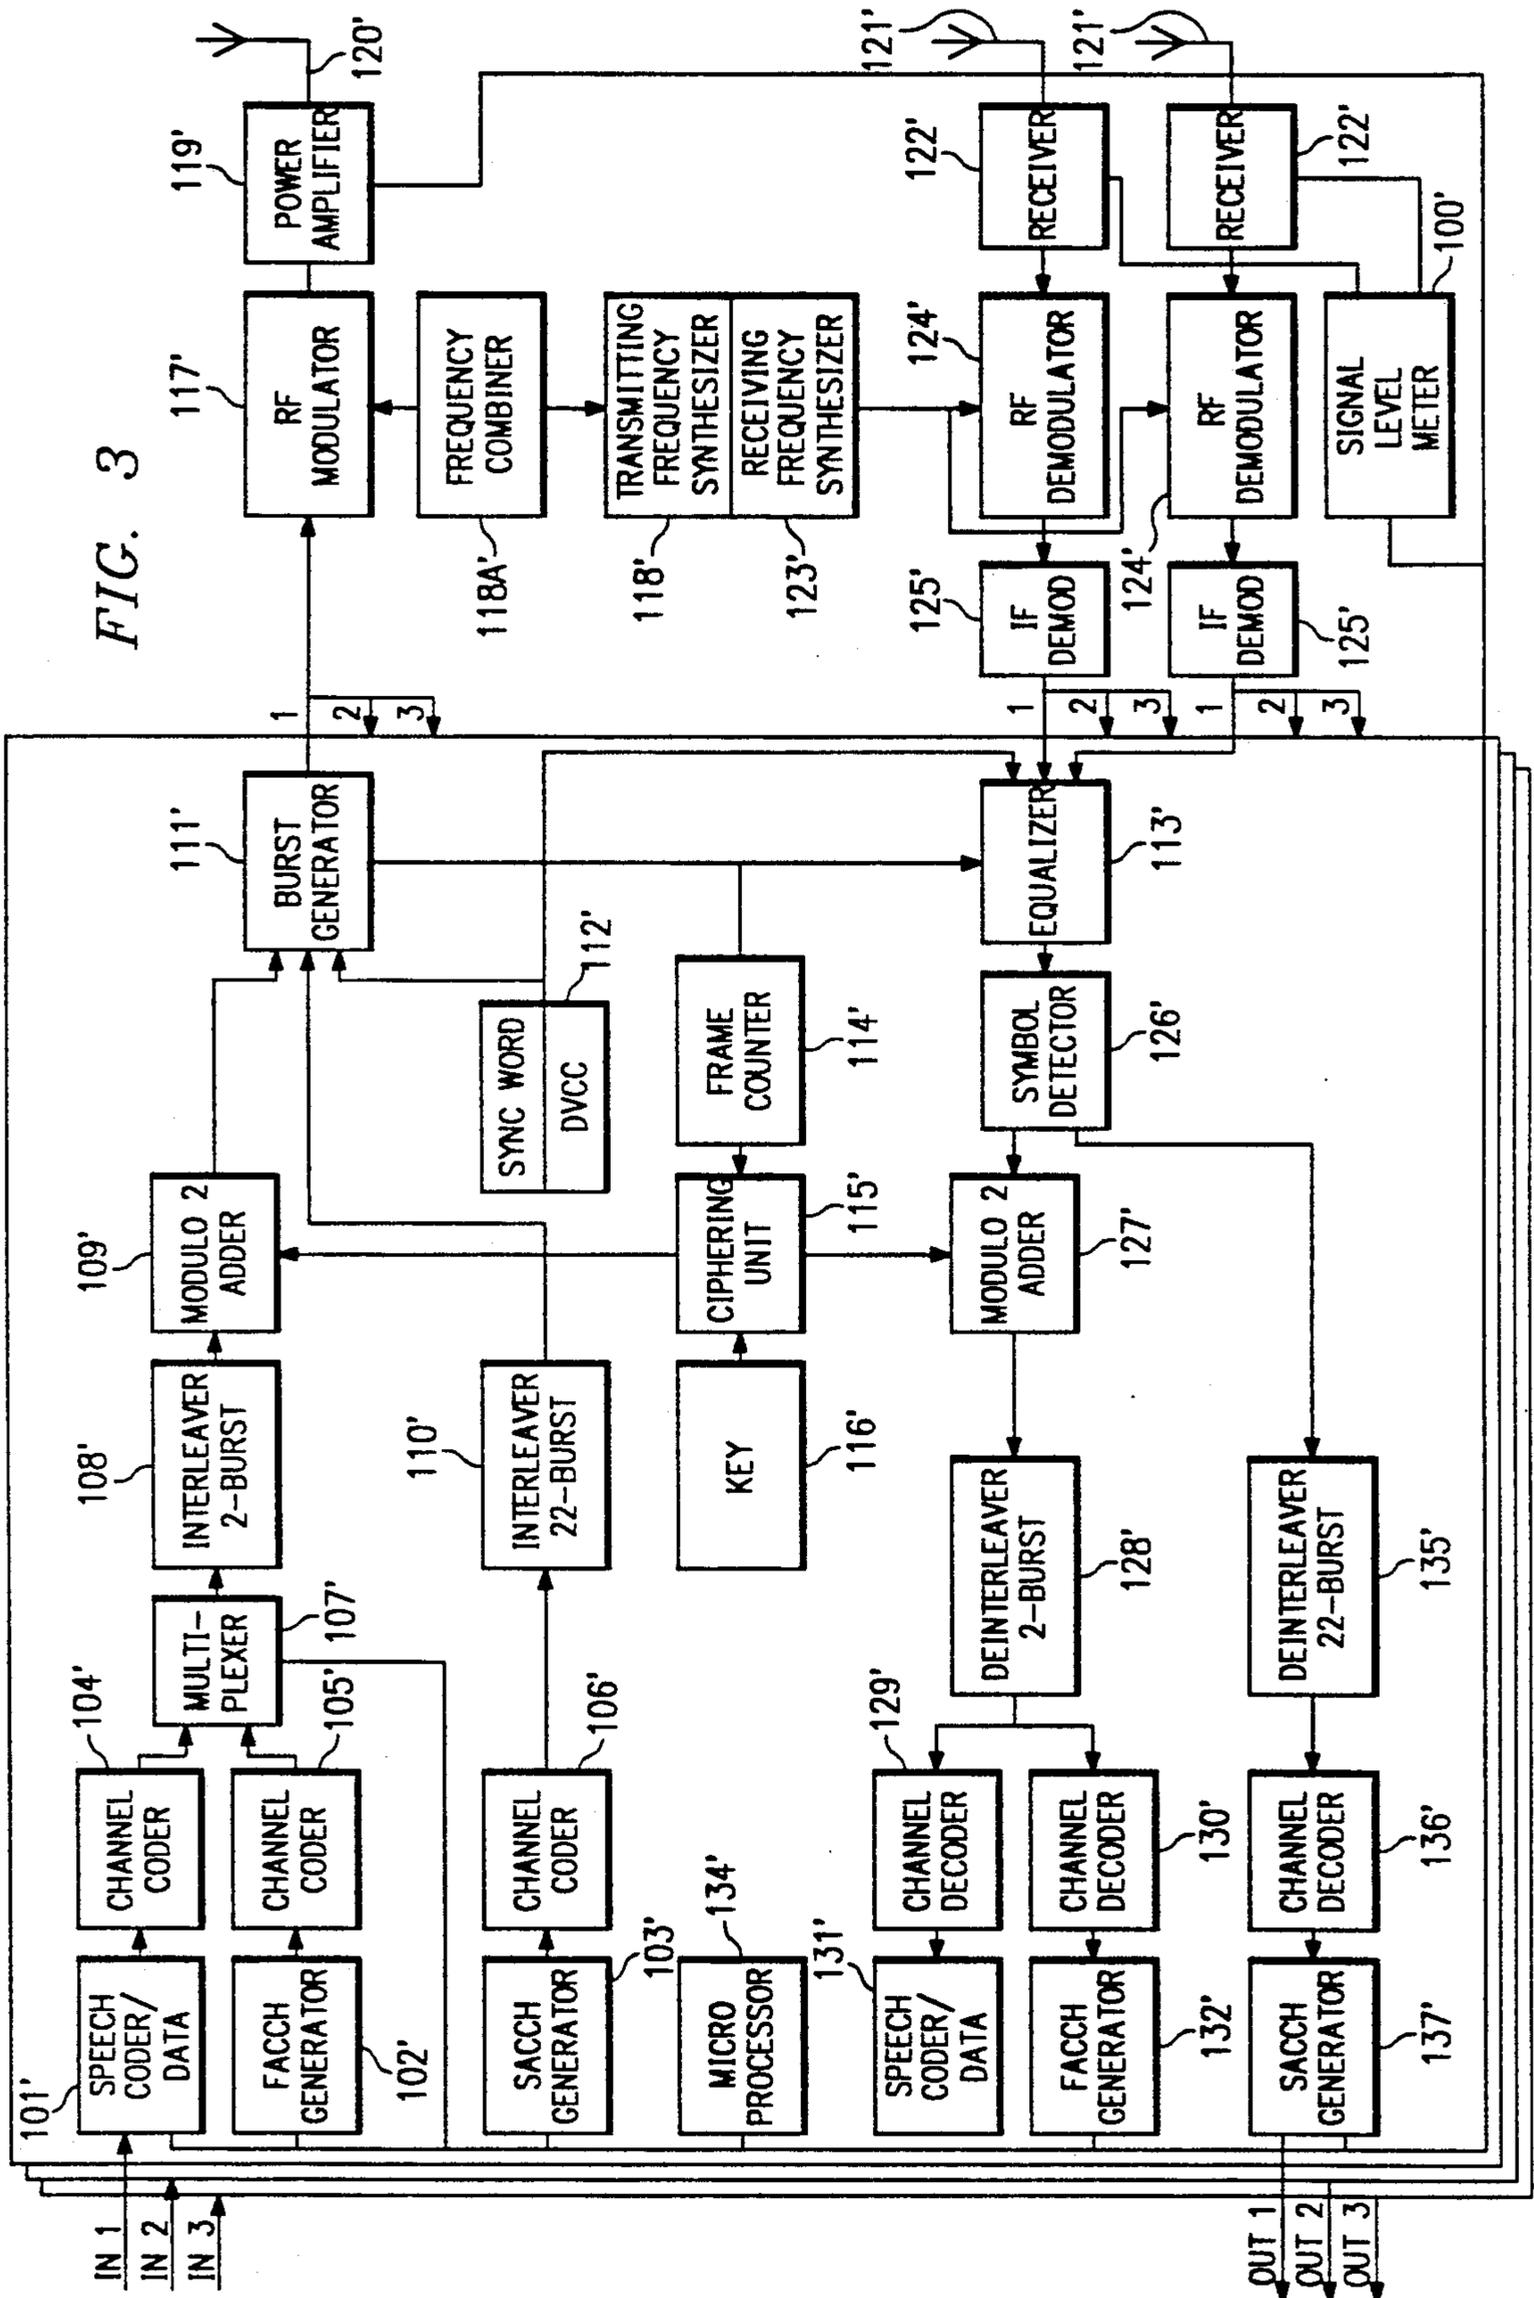 FIG. 3
IN 1
IN 2
IN 3
101'
SPEECH
CODER/
DATA
104'
CHANNEL
CODER
FACCH
GENERATOR
102'
CHANNEL
CODER
105'
MULTI-
PLEXER
107'
108'
INTERLEAVER
2-BURST
109'
MODULO 2
ADDER
111'
BURST
GENERATOR
1
2
3
117'
RF
MODULATOR
119'
POWER
AMPLIFIER
120'
SACCH
GENERATOR
103'
CHANNEL
CODER
106'
110'
INTERLEAVER
22-BURST
SYNC WORD
DVCC
112'
FREQUENCY
COMBINER
118A'
MICRO
PROCESSOR
134'
KEY
116'
CIPHERING
UNIT
115'
FRAME
COUNTER
114'
TRANSMITTING
FREQUENCY
SYNTHESIZER
118'
RECEIVING
FREQUENCY
SYNTHESIZER
123'
131'
SPEECH
CODER/
DATA
129'
CHANNEL
DECODER
FACCH
GENERATOR
132'
CHANNEL
DECODER
130'
DEINTERLEAVER
2-BURST
128'
MODULO 2
ADDER
127'
SYMBOL
DETECTOR
126'
EQUALIZER
113'
1
2
3
125'
IF
DEMOD
124'
RF
DEMODULATOR
122'
RECEIVER
121'
1
2
3
IF
DEMOD
125'
124'
RF
DEMODULATOR
RECEIVER
122'
121'
SIGNAL
LEVEL
METER
100'
SACCH
GENERATOR
137'
CHANNEL
DECODER
136'
DEINTERLEAVER
22-BURST
135'
OUT 1
OUT 2
OUT 3